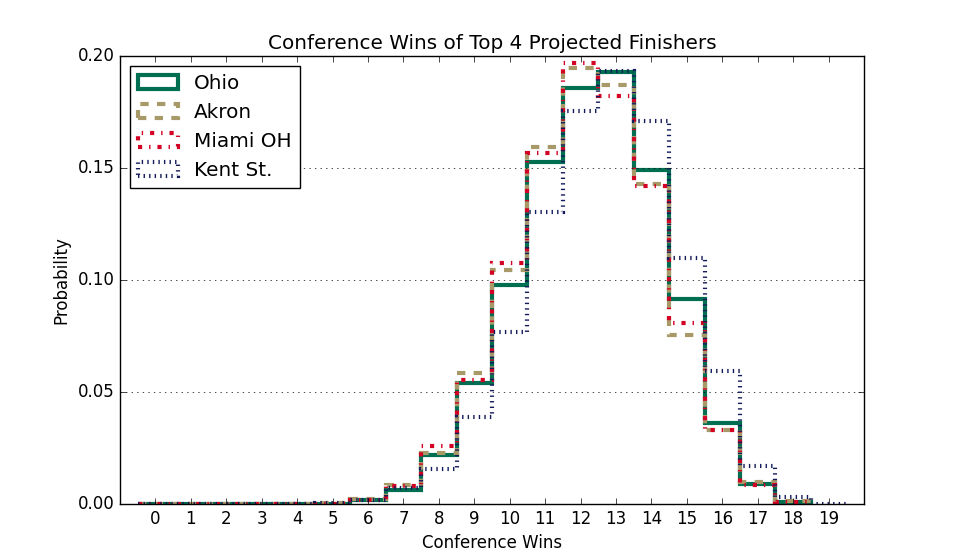 Conference Wins of Top 4 Projected Finishers
0.20
0.15
0.10
0.05
0.00
Probability
Ohio
Akron
Miami OH
Kent St.
0 1 2 3 4 5 6 7 8 9 10 11 12 13 14 15 16 17 18 19
Conference Wins